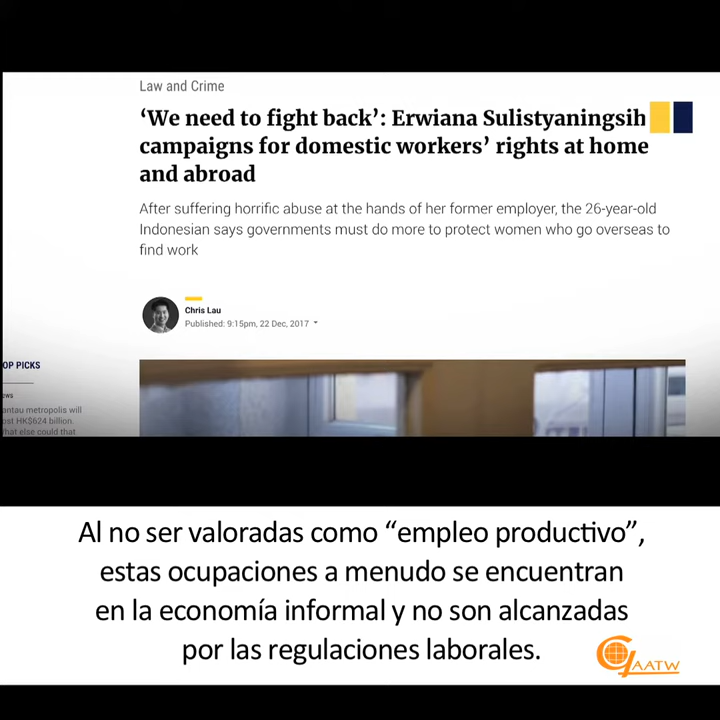 Law and Crime
‘We need to fight back’: Erwiana Sulistyaningsih
campaigns for domestic workers’ rights at home
and abroad
After suffering horrific abuse at the hands of her former employer, the 26-year-old
Indonesian says governments must do more to protect women who go overseas to
find work
Chris Lau
Published: 9:15pm, 22 Dec, 2017
OP PICKS
ews
antau metropolis will
ost HK$624 billion.
hat else could that
Al no ser valoradas como “empleo productivo”,
estas ocupaciones a menudo se encuentran
en la economía informal y no son alcanzadas
por las regulaciones laborales.
GAATW